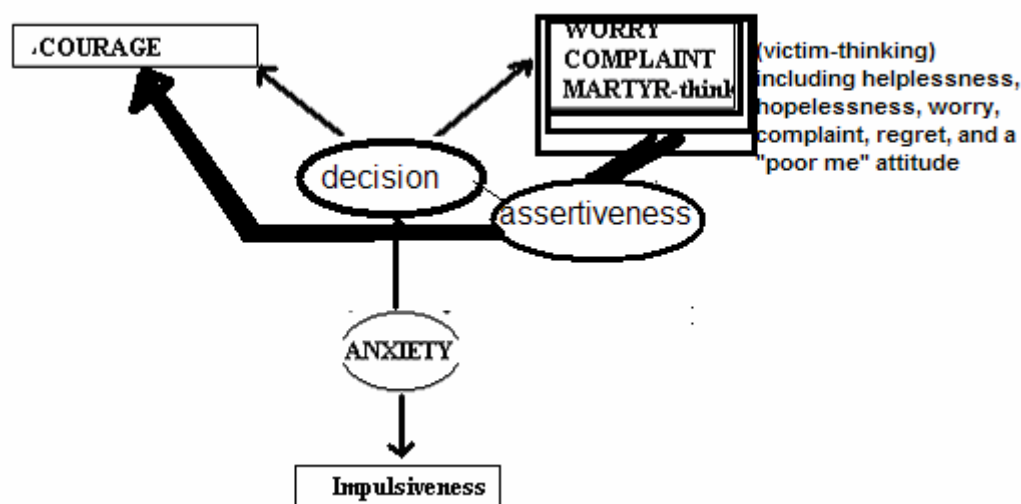 COURAGE
WORRY
COMPLAINT
MARTYR-think
(victim-thinking)
including helplessness,
hopelessness, worry,
complaint, regret, and a
"poor me" attitude
decision
assertiveness
ANXIETY
Impulsiveness